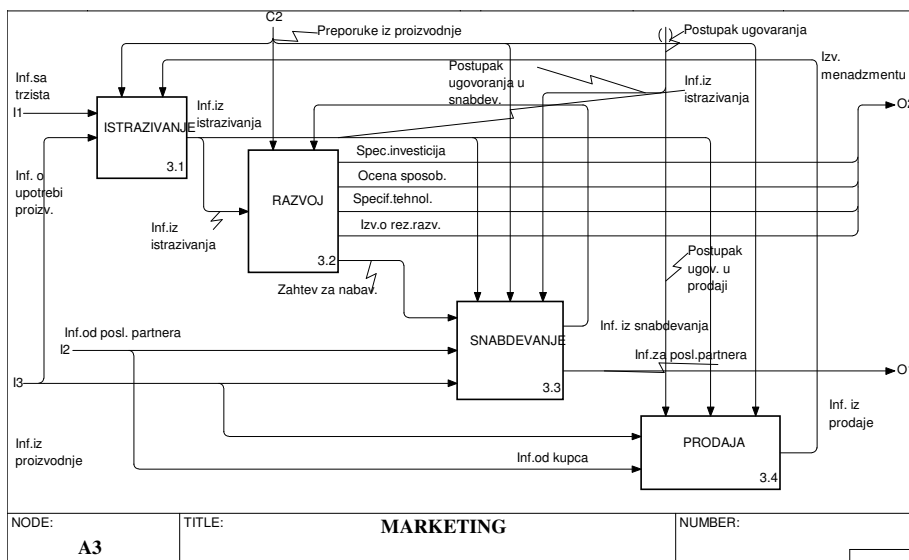 C2
Preporuke iz proizvodnje
( )
Postupak ugovaranja
Izv.
menadzmentu
Inf.sa
trzista
I1
Postupak
ugovoranja u
snabdev.
Inf.iz
istrazivanja
O2
ISTRAZIVANJE
3.1
Inf.iz
istrazivanja
Inf. o
upotrebi
proizv.
Spec.investicija
Ocena sposob.
Specif.tehnol.
Izv.o rez.razv.
RAZVOJ
3.2
Inf.iz
istrazivanja
Zahtev za nabav.
Postupak
ugov. u
prodaji
Inf.od posl. partnera
I2
I3
SNABDEVANJE
3.3
Inf. iz snabdevanja
Inf.za posl.partnera
Inf. iz
prodaje
Inf.iz
proizvodnje
Inf.od kupca
PRODAJA
3.4
NODE:
A3
TITLE:
MARKETING
NUMBER: